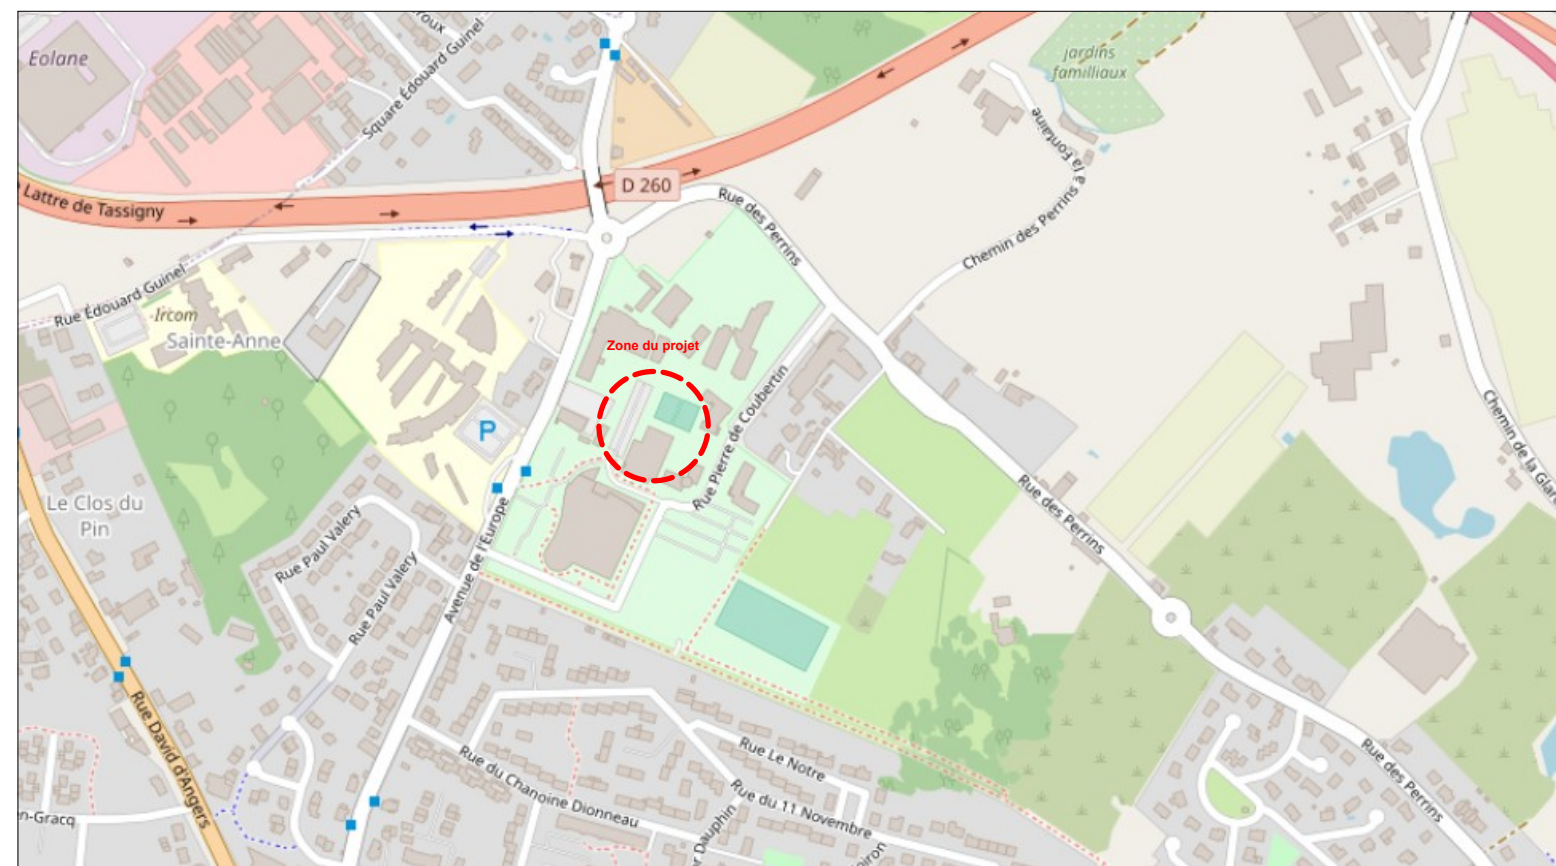 Eolane
Square Édouard Guinel
jardins
familliaux
Lattre de Tassigny
D 260
Rue des Perrins
Chemin des Perrins à la Fontaine
Rue Édouard Guinel
Ircom
Sainte-Anne
Zone du projet
P
Rue Pierre de Coubertin
Chemin de la Glar
Le Clos du
Pin
Rue Paul Valery
Rue Paul Valery
Avenue de l'Europe
Rue des Perrins
Rue David d'Angers
Rue Le Notre
Rue du Chanoine Dionneau
Rue du 11 Novembre
Rue des Perrins
en-Gracq
Dauphin